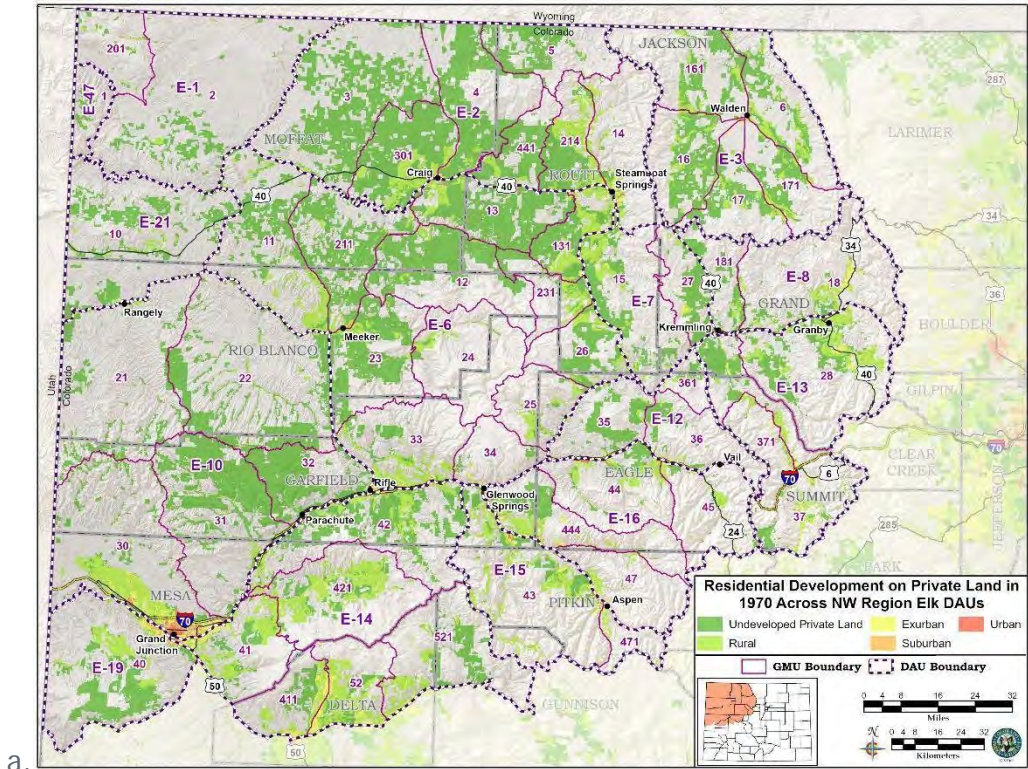 Wyoming
Colorado
JACKSON
201
5
161
287
E-1
2
4
6
E-47
1
3
E-2
Walden
14
LARIMER
MOFFAT
441
214
301
16
E-3
Craig
ROUTT
Steamboat
Springs
40
171
40
13
17
E-21
10
34
11
211
131
34
181
E-8
15
27
40
18
36
12
E-7
GRAND
231
Rangely
Kremmling
Granby
BOULDER
Meeker
E-6
RIO BLANCO
23
26
Utah
Colorado
21
22
24
28
40
E-13
361
GILPIN
25
35
E-12
33
36
371
E-10
32
34
EAGLE
Vail
70
CLEAR
CREEK
70
GARFIELD
Rifle
44
6
JEFFERSON
Glenwood
Springs
SUMMIT
31
Parachute
42
45
E-16
24
37
285
444
30
E-15
PARK
MESA
421
43
47
PITKIN
Aspen
70
E-14
Grand
Junction
41
521
471
E-19
40
50
52
411
DELTA
GUNNISON
50
Residential Development on Private Land in
1970 Across NW Region Elk DAUs
Undeveloped Private Land
Exurban
Urban
Rural
Suburban
GMU Boundary
DAU Boundary
0 4 8 16 24 32
Miles
N
0 4 8 16 24 32
Kilometers
a.